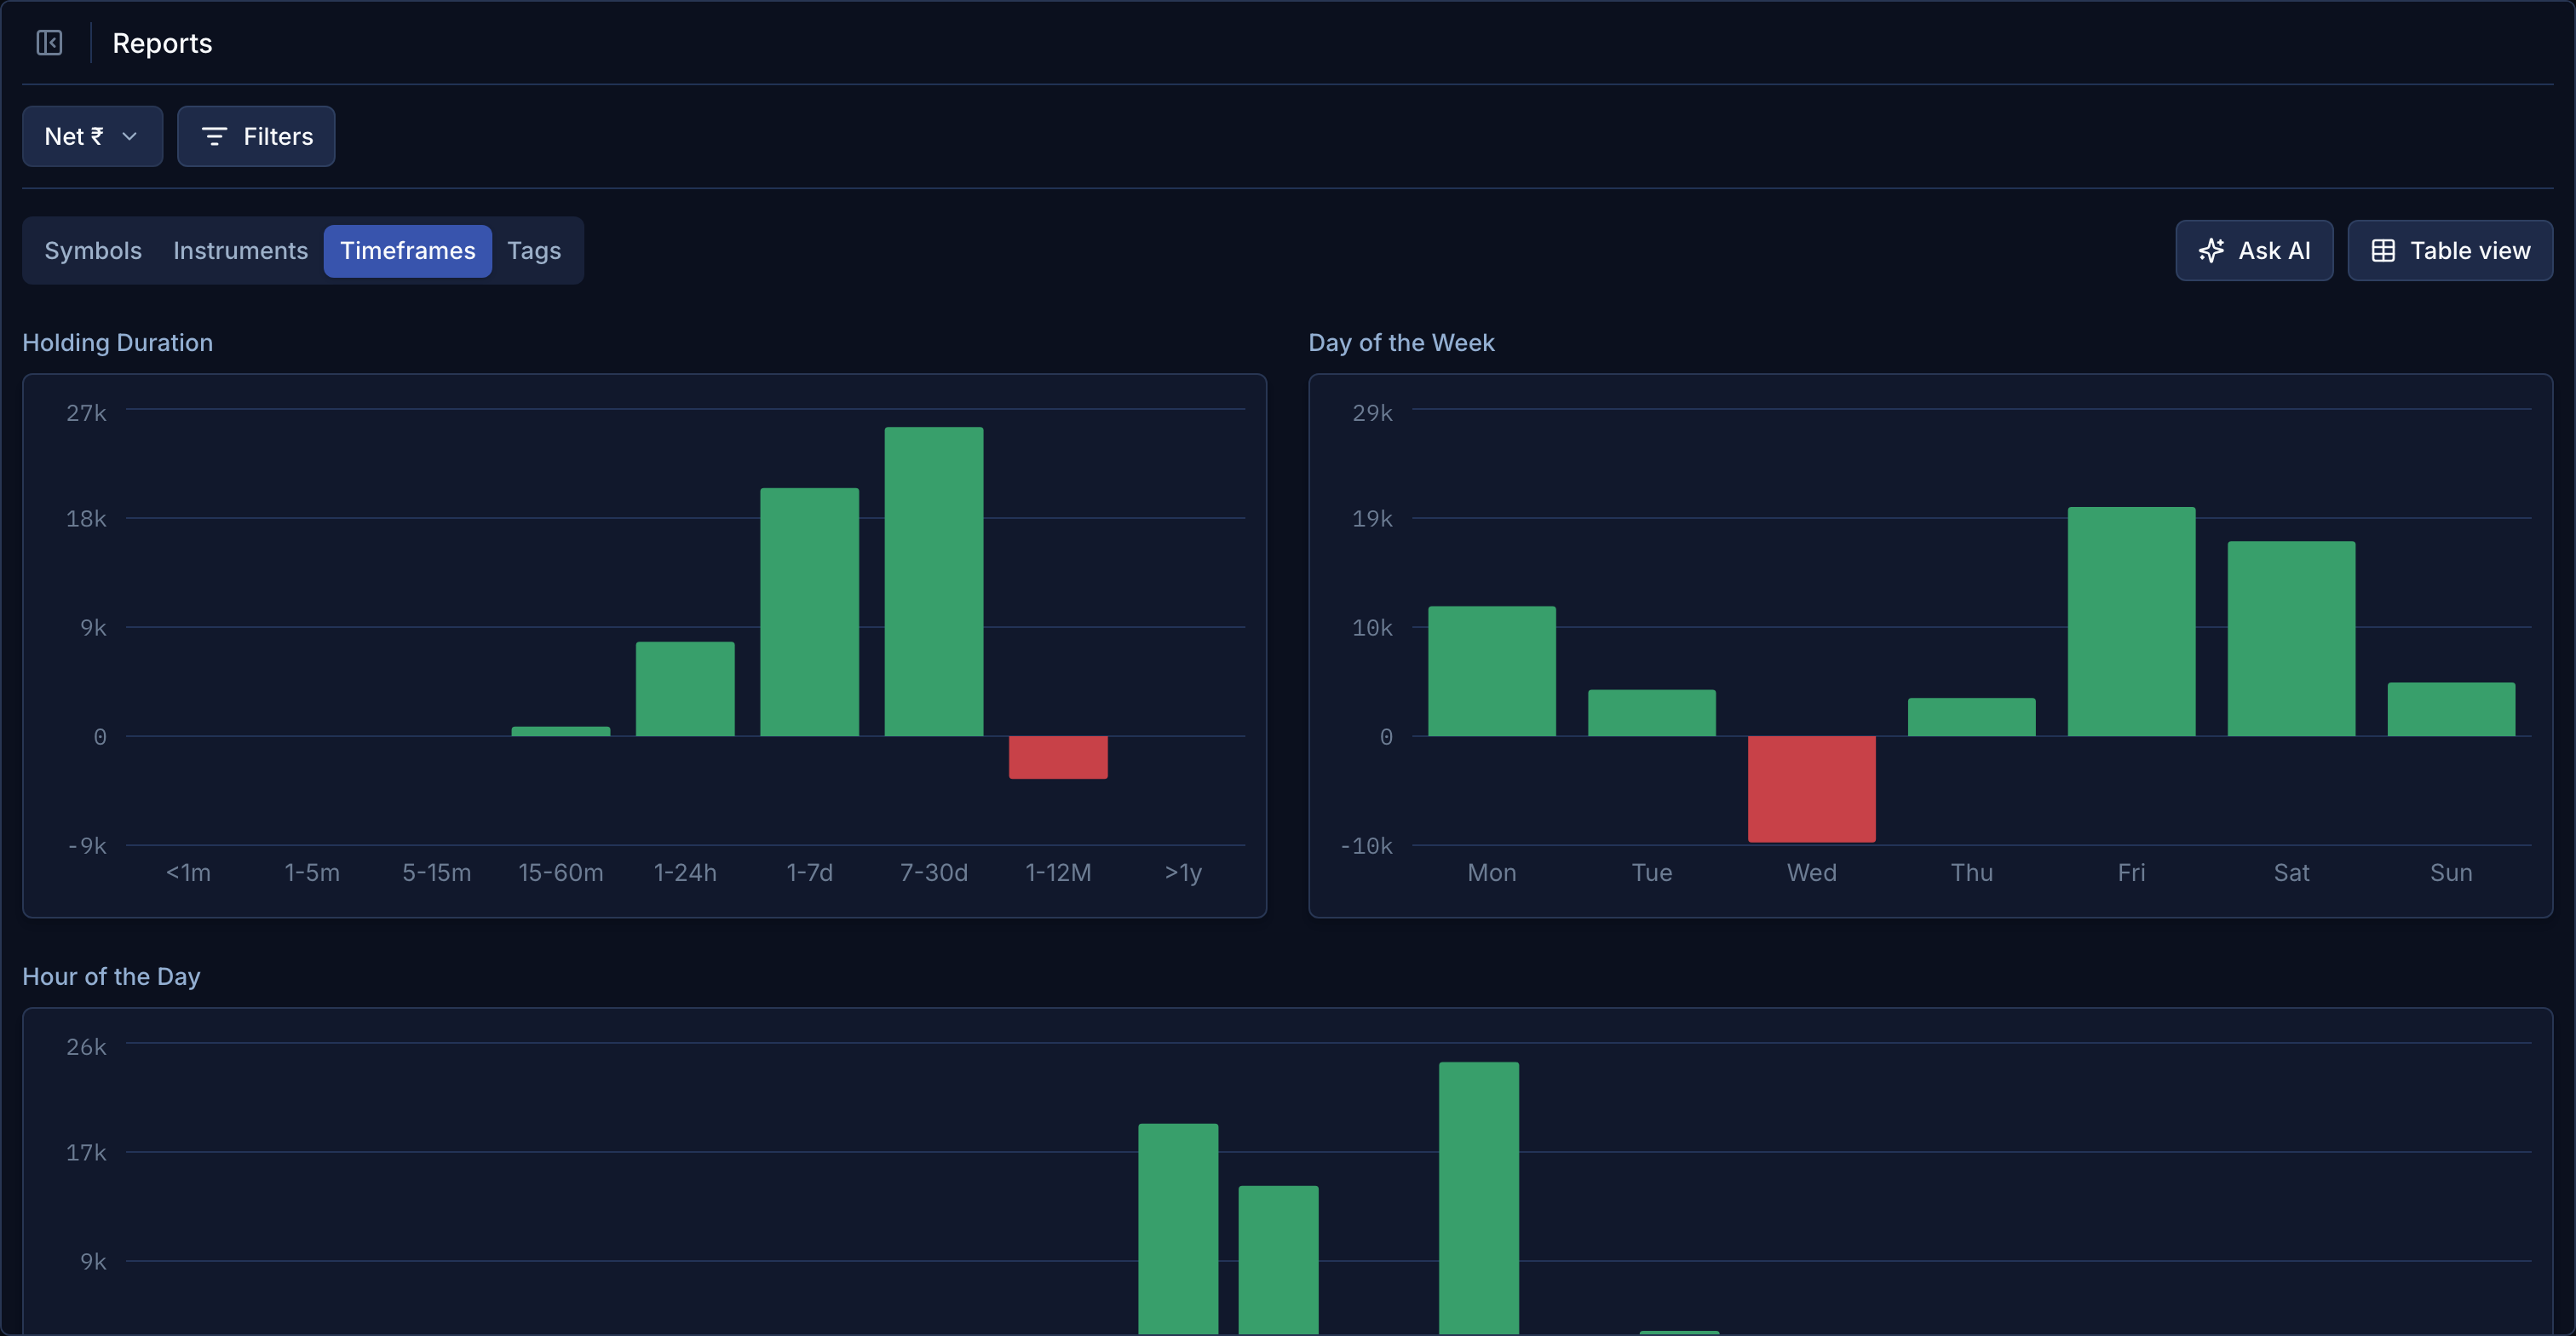 Reports
Net ₹
Filters
Symbols Instruments Timeframes Tags
Ask AI
Table view
Holding Duration
27k
18k
9k
0
-9k
<1m 1-5m 5-15m 15-60m 1-24h 1-7d 7-30d 1-12M >1y
Day of the Week
29k
19k
10k
0
-10k
Mon Tue Wed Thu Fri Sat Sun
Hour of the Day
26k
17k
9k